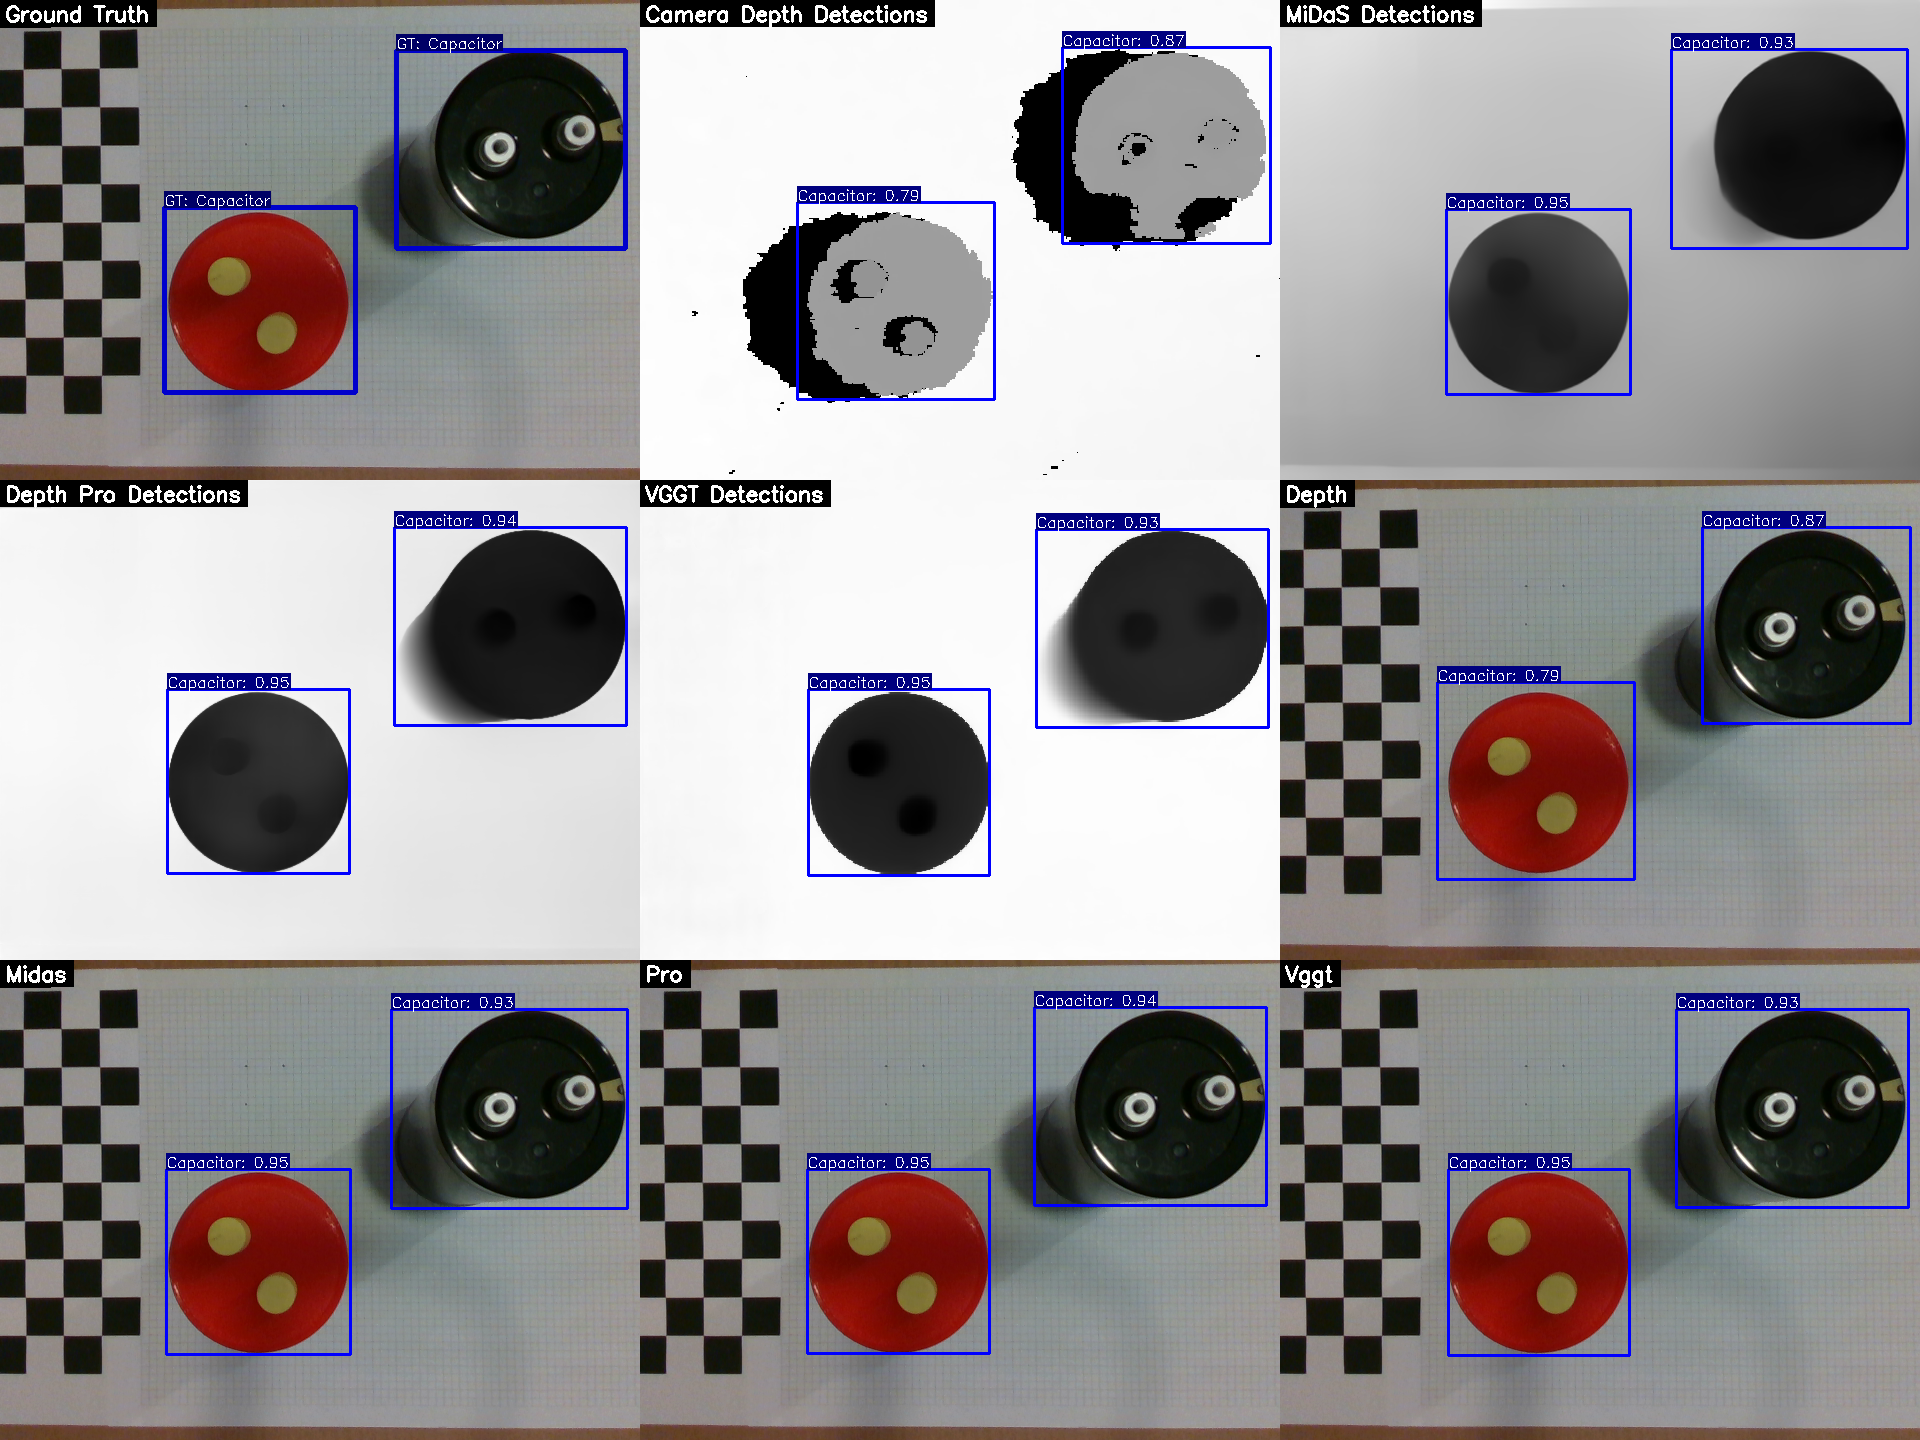 Ground Truth
GT: Capacitor
GT: Capacitor
Camera Depth Detections
Capacitor: 0.87
Capacitor: 0.79
MiDaS Detections
Capacitor: 0.93
Capacitor: 0.95
Depth Pro Detections
Capacitor: 0.94
Capacitor: 0.95
VGGT Detections
Capacitor: 0.93
Capacitor: 0.95
Depth
Capacitor: 0.87
Capacitor: 0.79
Midas
Capacitor: 0.93
Capacitor: 0.95
Pro
Capacitor: 0.94
Capacitor: 0.95
Vggt
Capacitor: 0.93
Capacitor: 0.95